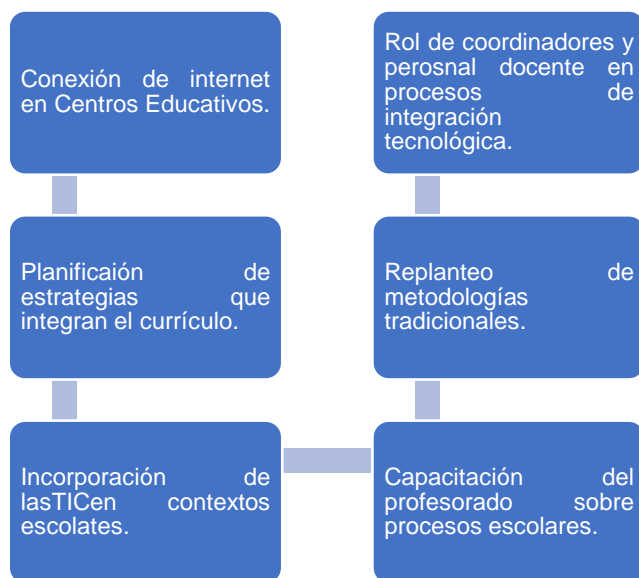 Conexión de internet
en Centros Educativos.
Planificaión de
estrategias que
integran el currículo.
Incorporación de
lasTICen contextos
escolates.
Capacitación del
profesorado sobre
procesos escolares.
Replanteo de
metodologías
tradicionales.
Rol de coordinadores y
perosnal docente en
procesos de
integración
tecnológica.